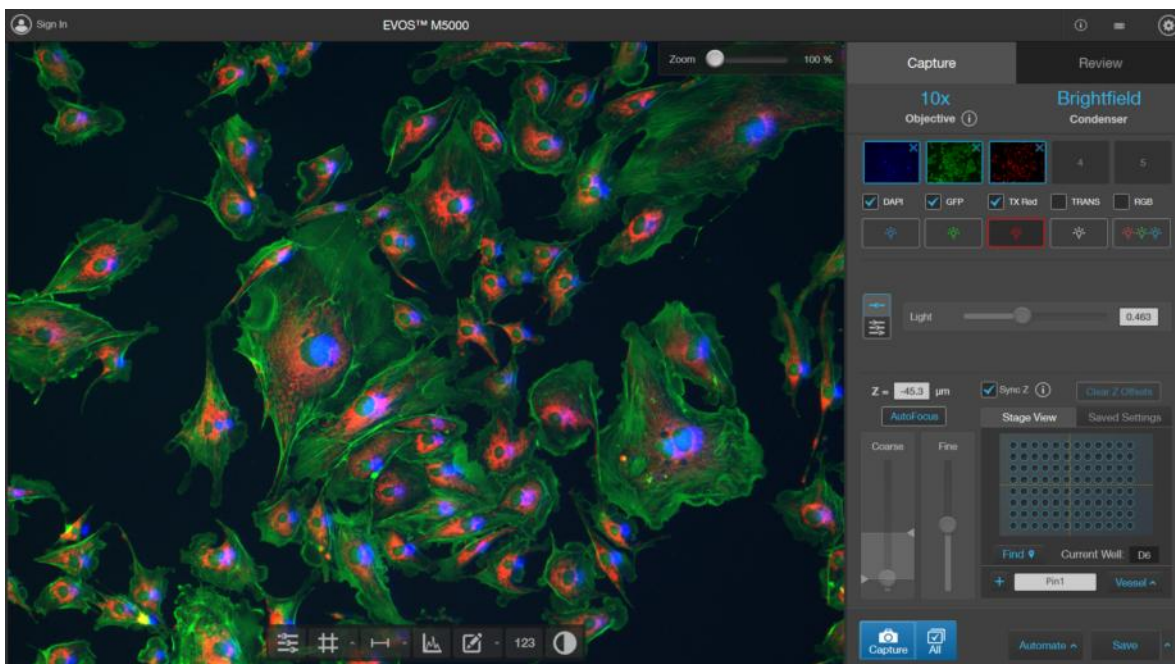 Sign In
EVOS™ M5000
Zoom 100 %
Capture Review
10x Brightfield
Objective Condenser
4 5
DAPI GFP TX Red TRANS RGB
Light 0.463
Z = -45.3 µm Sync Z Clear Z Offsets
AutoFocus
Stage View Saved Settings
Coarse Fine
Find Current Well: D6
+ Pin1 Vessel
123
Capture All Automate Save